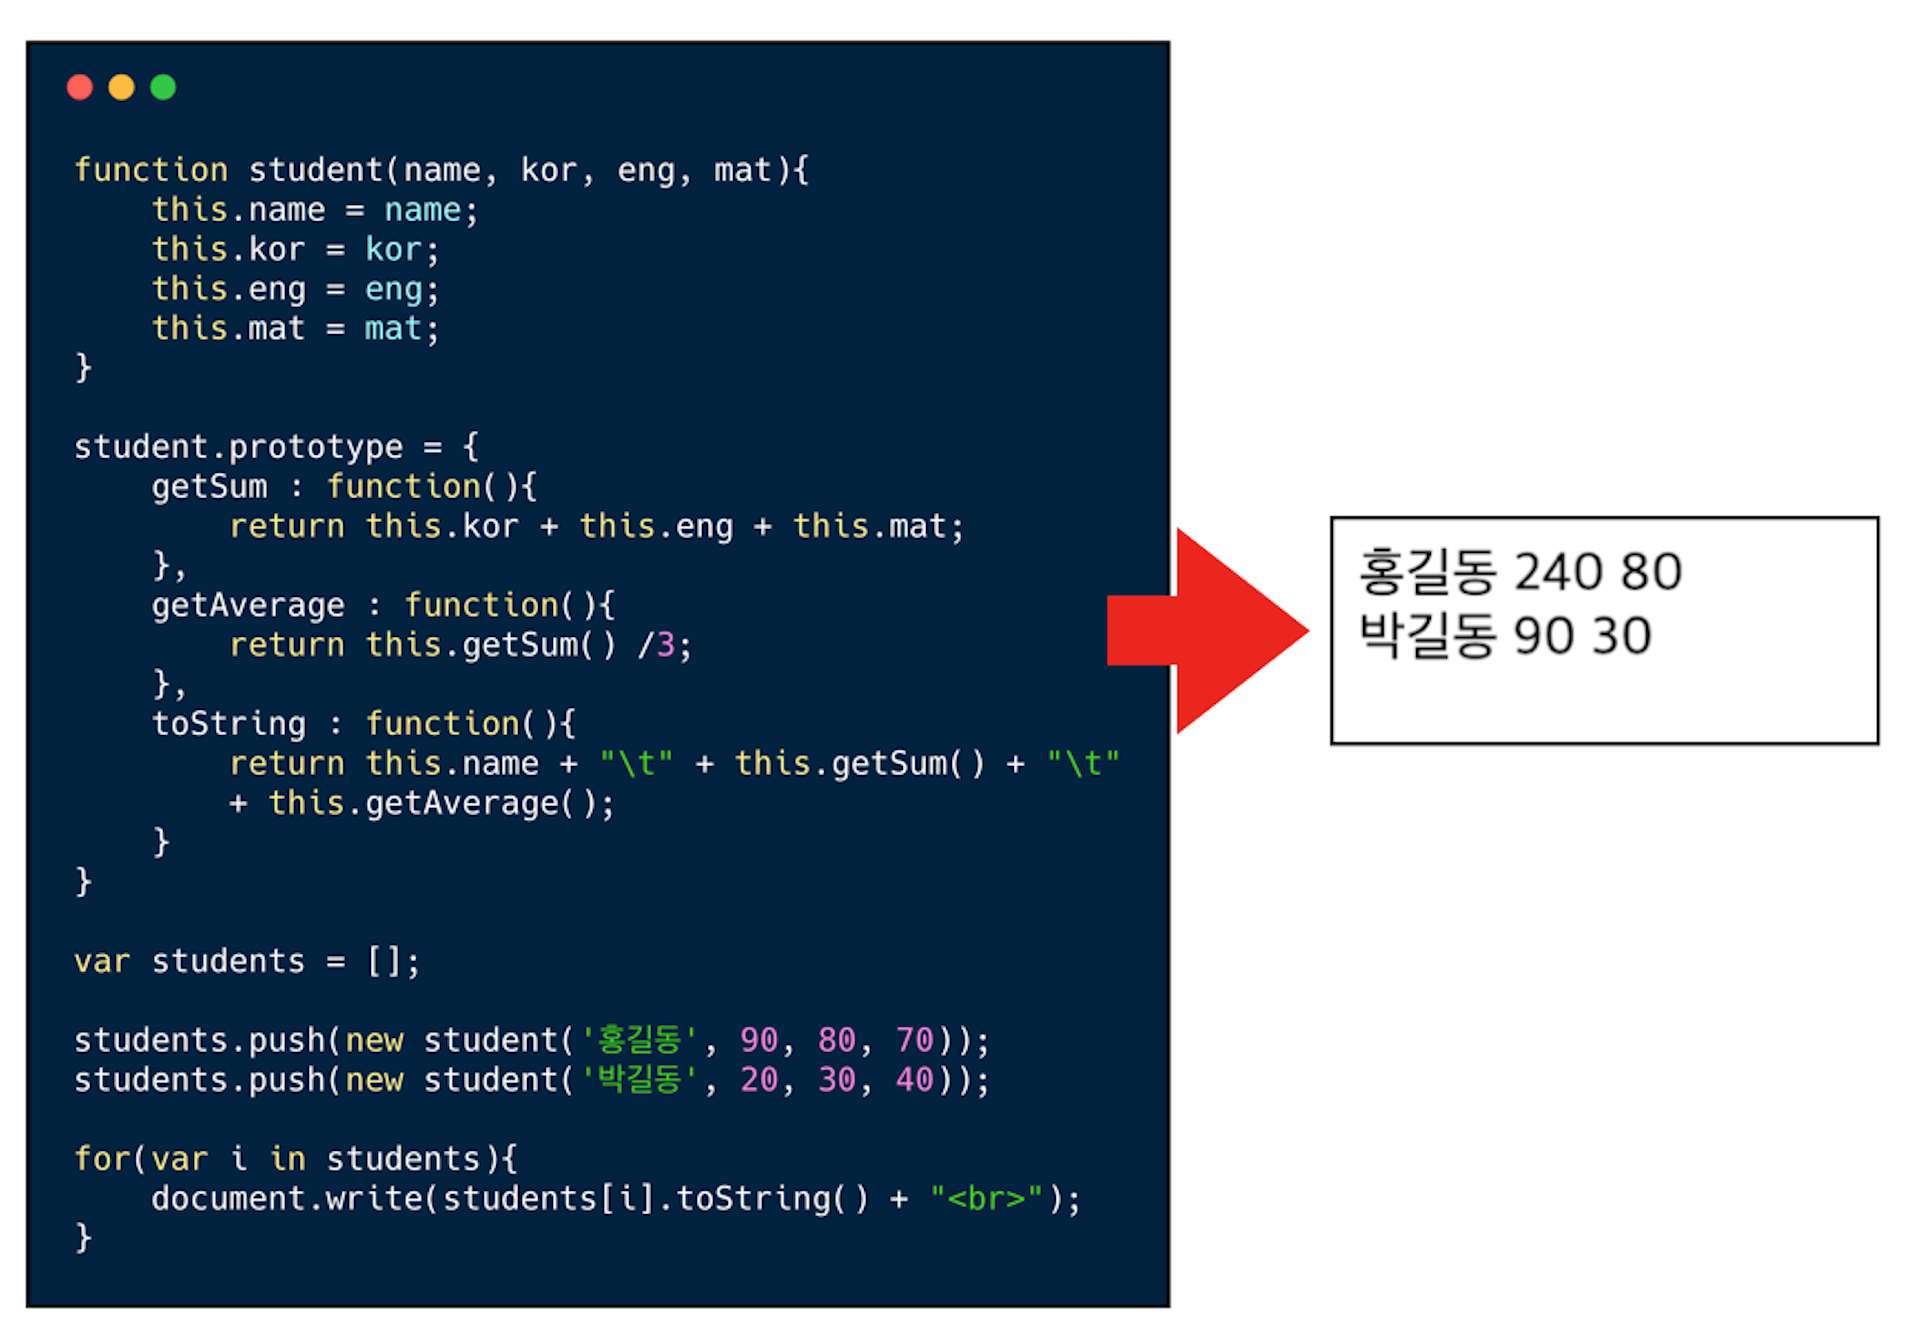 function student(name, kor, eng, mat){
    this.name = name;
    this.kor = kor;
    this.eng = eng;
    this.mat = mat;
}
student.prototype = {
    getSum : function(){
        return this.kor + this.eng + this.mat;
    },
    getAverage : function(){
        return this.getSum() /3;
    },
    toString : function(){
        return this.name + "\t" + this.getSum() + "\t"
        + this.getAverage();
    }
}
var students = [];
students.push(new student('홍길동', 90, 80, 70));
students.push(new student('박길동', 20, 30, 40));
for(var i in students){
    document.write(students[i].toString() + "<br>");
}
홍길동 240 80
박길동 90 30